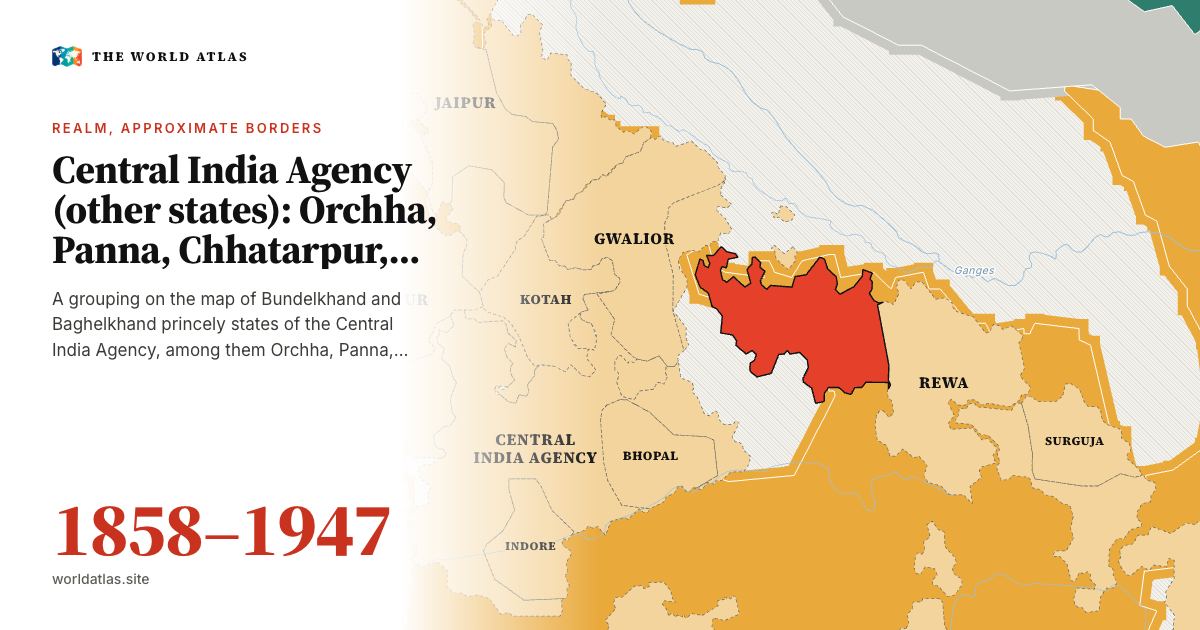 THE WORLD ATLAS
REALM, APPROXIMATE BORDERS
Central India Agency
(other states): Orchha,
Panna, Chhatarpur,...
A grouping on the map of Bundelkhand and
Baghelkhand princely states of the Central
India Agency, among them Orchha, Panna,...
1858–1947
worldatlas.site
JAIPUR
GWALIOR
Ganges
UR
KOTAH
REWA
CENTRAL
INDIA AGENCY
BHOPAL
SURGUJA
INDORE